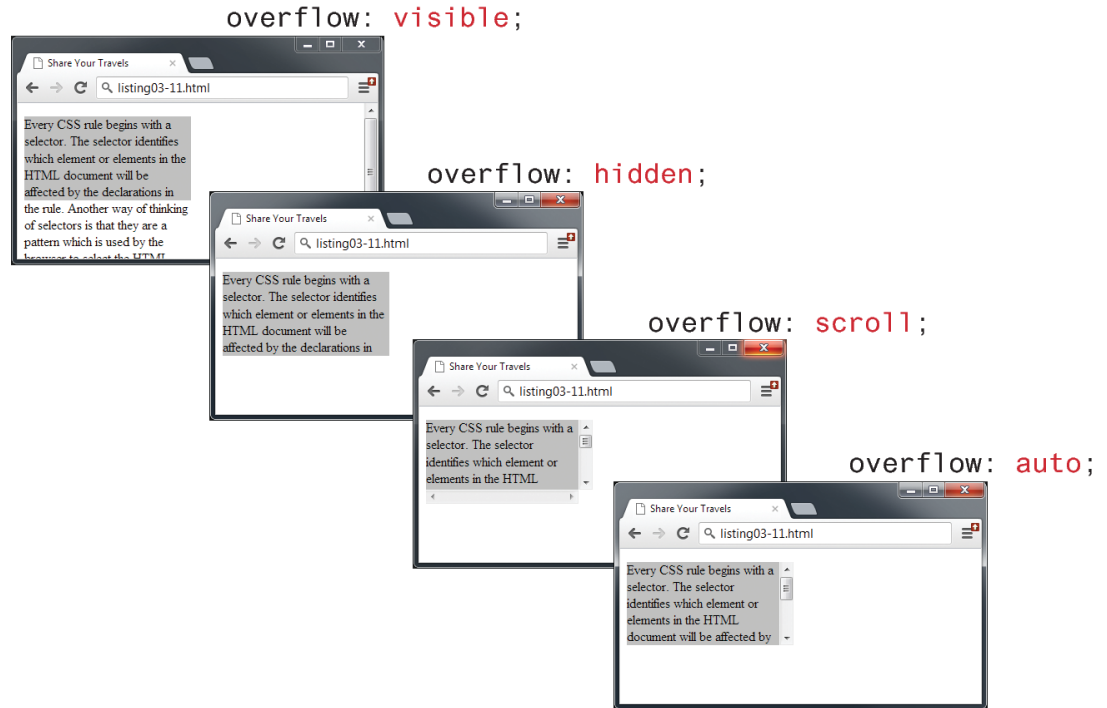 overflow: visible;
Share Your Travels
listing03-11.html
Every CSS rule begins with a
selector. The selector identifies
which element or elements in the
HTML document will be
affected by the declarations in
the rule. Another way of thinking
of selectors is that they are a
pattern which is used by the
browser to select the HTML
overflow: hidden;
Share Your Travels
listing03-11.html
Every CSS rule begins with a
selector. The selector identifies
which element or elements in the
HTML document will be
affected by the declarations in
overflow: scroll;
Share Your Travels
listing03-11.html
Every CSS rule begins with a
selector. The selector
identifies which element or
elements in the HTML
overflow: auto;
Share Your Travels
listing03-11.html
Every CSS rule begins with a
selector. The selector
identifies which element or
elements in the HTML
document will be affected by